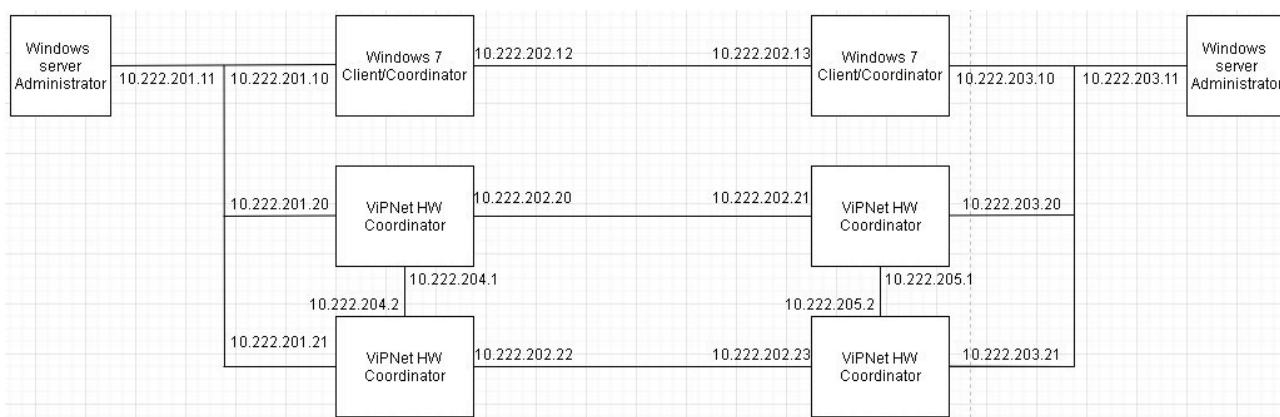 Windows
server
Administrator
10.222.201.11
10.222.201.10
Windows 7
Client/Coordinator
10.222.202.12
10.222.202.13
Windows 7
Client/Coordinator
10.222.203.10
10.222.203.11
Windows
server
Administrator
10.222.201.20
ViPNet HW
Coordinator
10.222.202.20
10.222.202.21
ViPNet HW
Coordinator
10.222.203.20
10.222.204.1
10.222.204.2
10.222.205.1
10.222.205.2
10.222.201.21
ViPNet HW
Coordinator
10.222.202.22
10.222.202.23
ViPNet HW
Coordinator
10.222.203.21